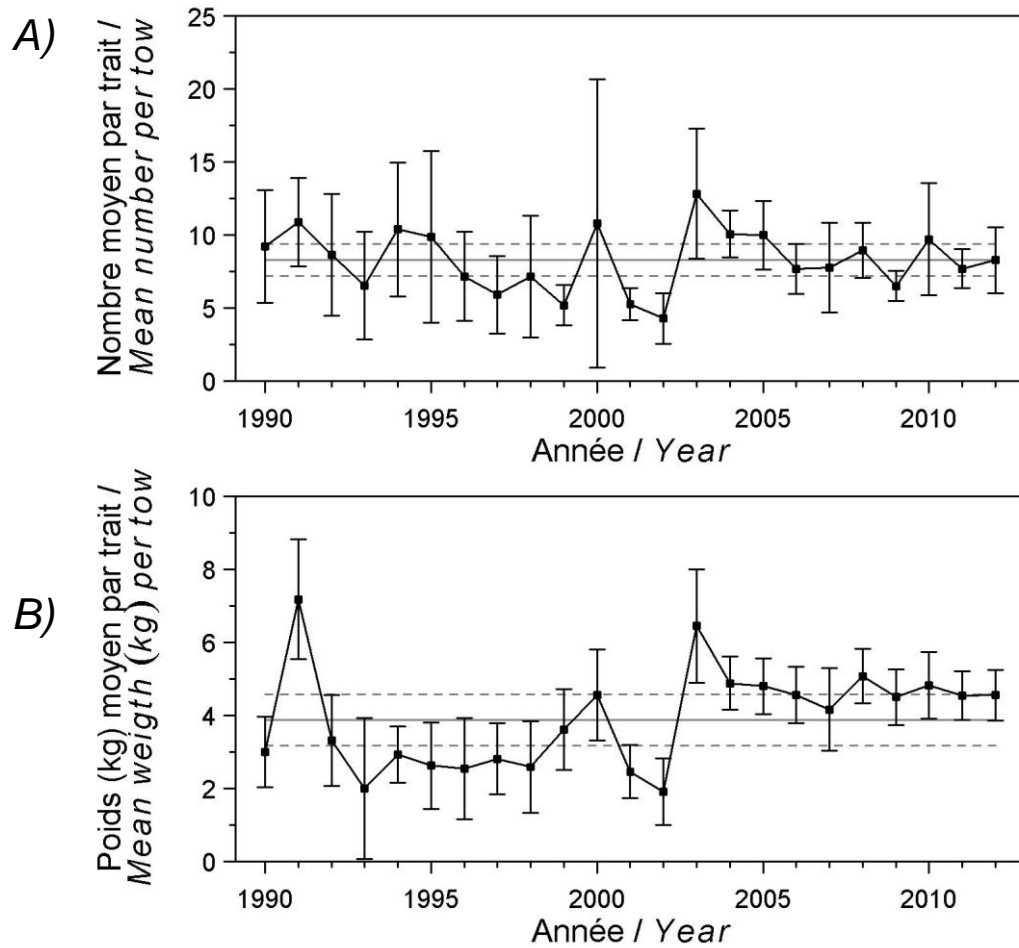 A)
Nombre moyen par trait /
Mean number per tow
25
20
15
10
5
0
1990 1995 2000 2005 2010
Année / Year
B)
Poids (kg) moyen par trait /
Mean weigth (kg) per tow
10
8
6
4
2
0
1990 1995 2000 2005 2010
Année / Year